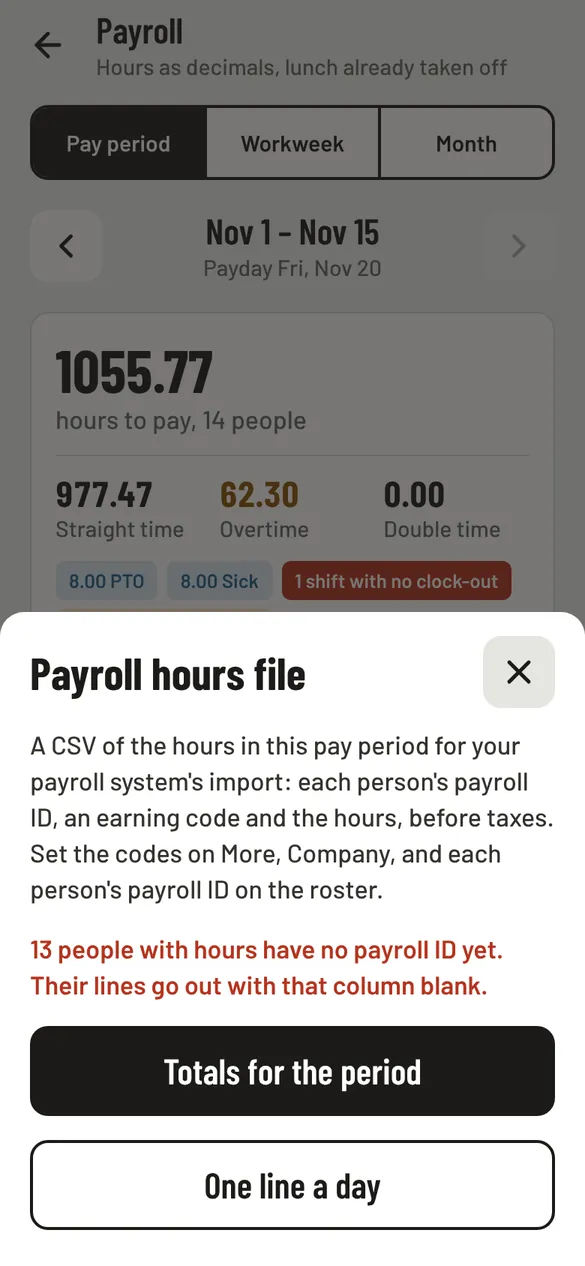 Payroll
Hours as decimals, lunch already taken off
Pay period
Workweek
Month
Nov 1 – Nov 15
Payday Fri, Nov 20
1055.77
hours to pay, 14 people
977.47
62.30
0.00
Straight time
Overtime
Double time
8.00 PTO
8.00 Sick
1 shift with no clock-out
Payroll hours file
A CSV of the hours in this pay period for your
payroll system's import: each person's payroll
ID, an earning code and the hours, before taxes.
Set the codes on More, Company, and each
person's payroll ID on the roster.
13 people with hours have no payroll ID yet.
Their lines go out with that column blank.
Totals for the period
One line a day